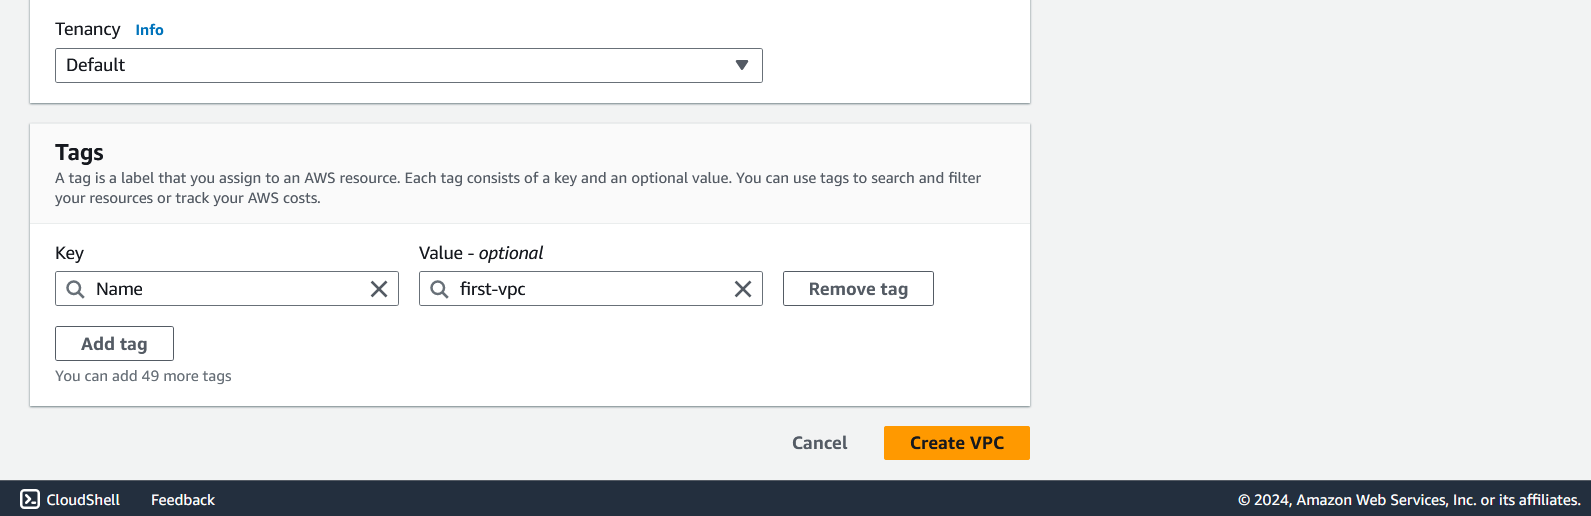 Tenancy Info
Default
Tags
A tag is a label that you assign to an AWS resource. Each tag consists of a key and an optional value. You can use tags to search and filter
your resources or track your AWS costs.
Key
Value - optional
Name
first-vpc
Remove tag
Add tag
You can add 49 more tags
Cancel
Create VPC
CloudShell
Feedback
© 2024, Amazon Web Services, Inc. or its affiliates.